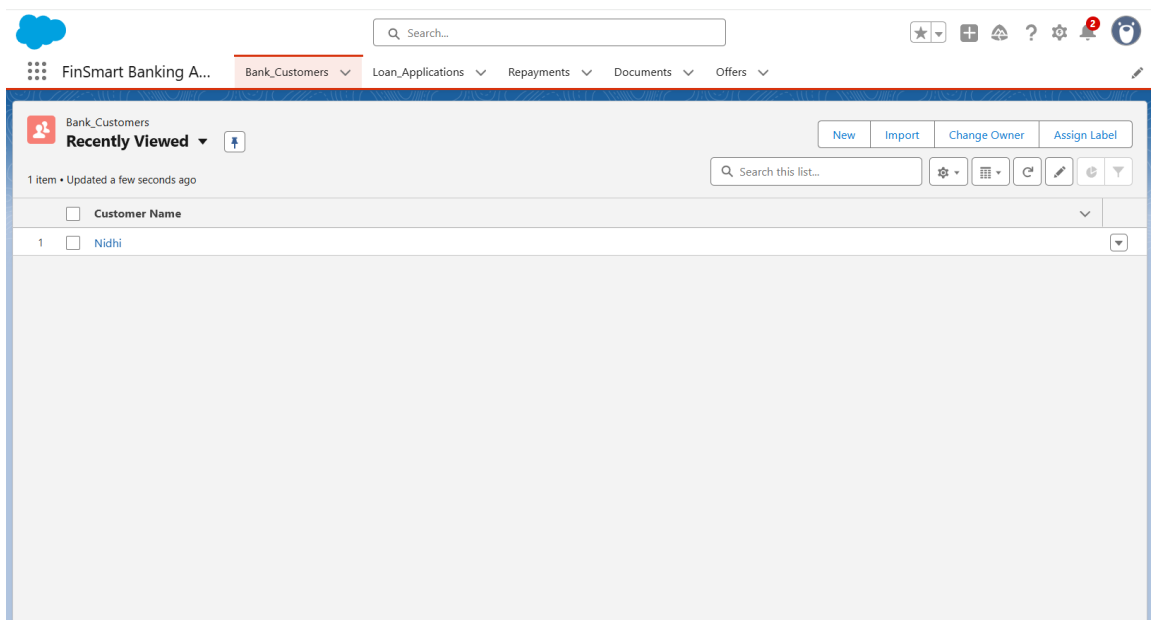 Search...
2
FinSmart Banking A...
Bank_Customers
Loan_Applications
Repayments
Documents
Offers
Bank_Customers
Recently Viewed
New
Import
Change Owner
Assign Label
1 item • Updated a few seconds ago
Search this list...
Customer Name
1
Nidhi